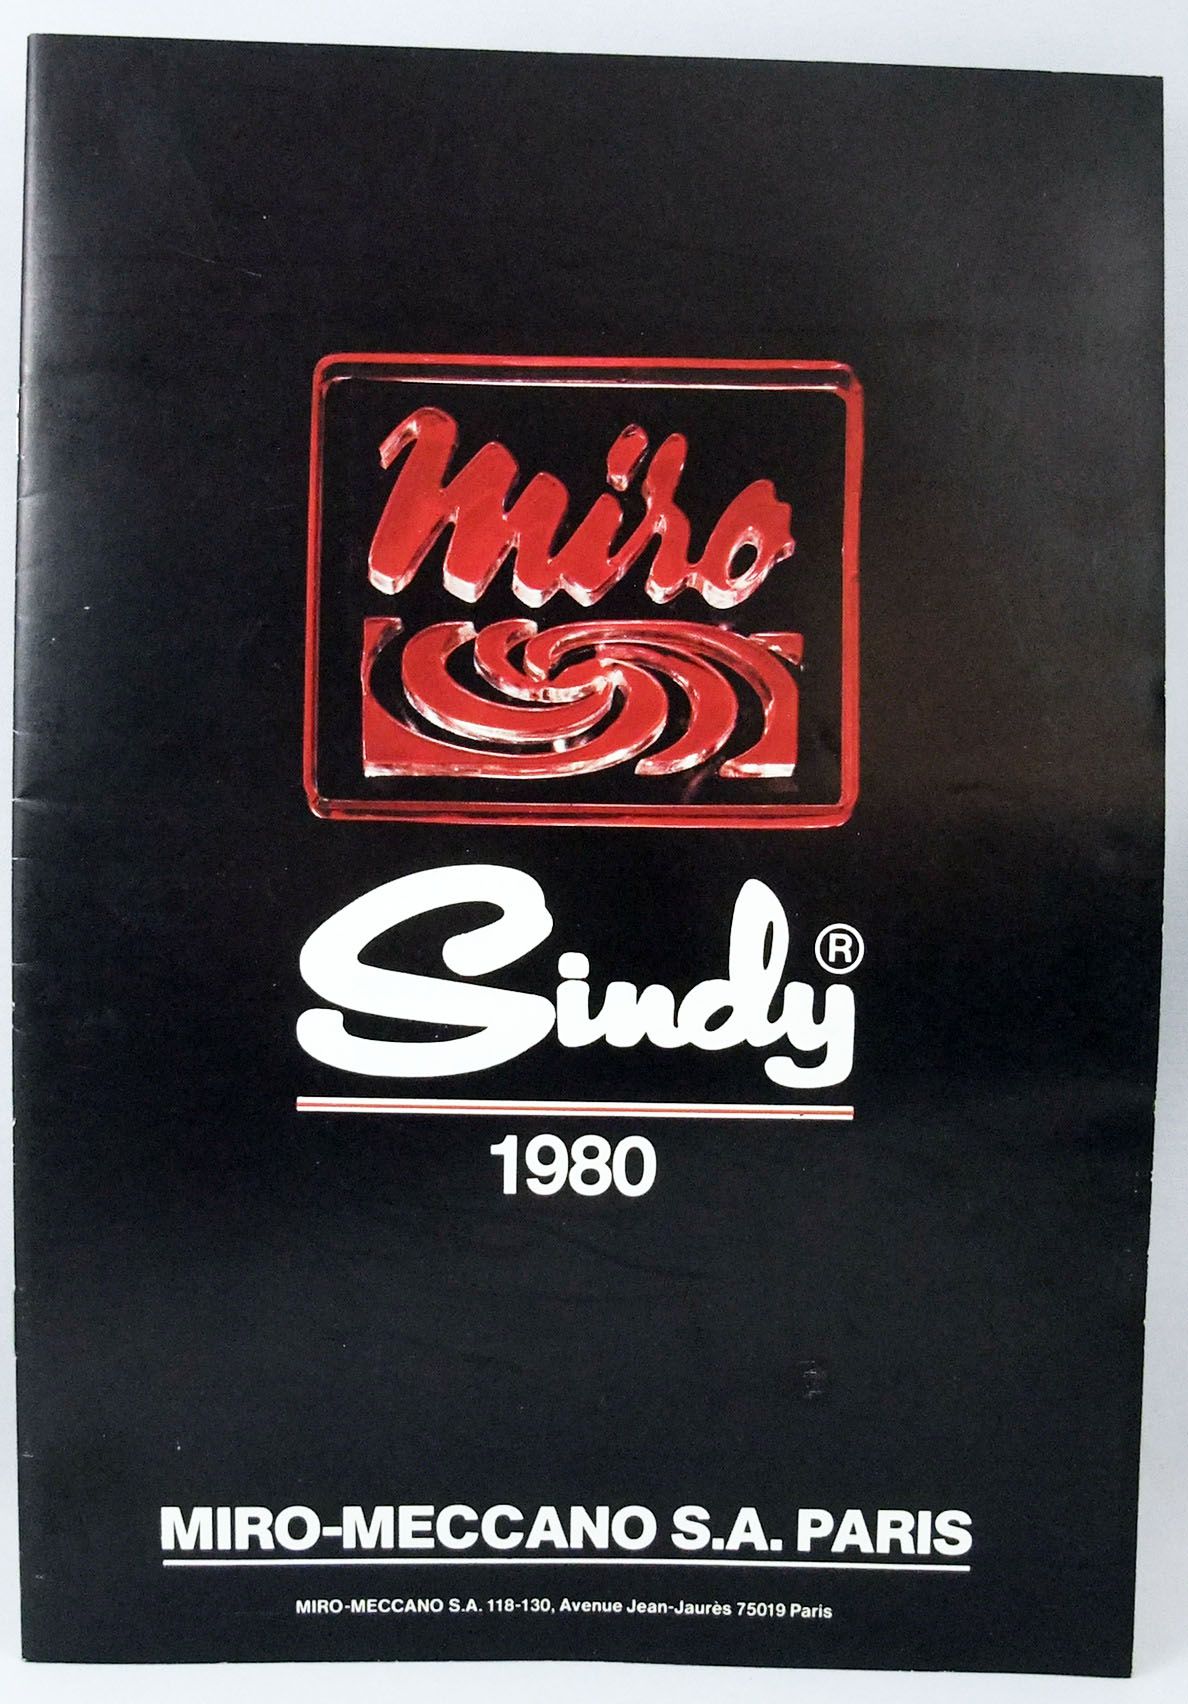 miro
Sindy®
1980
MIRO-MECCANO S.A. PARIS
MIRO-MECCANO S.A. 118-130, Avenue Jean-Jaurès 75019 Paris